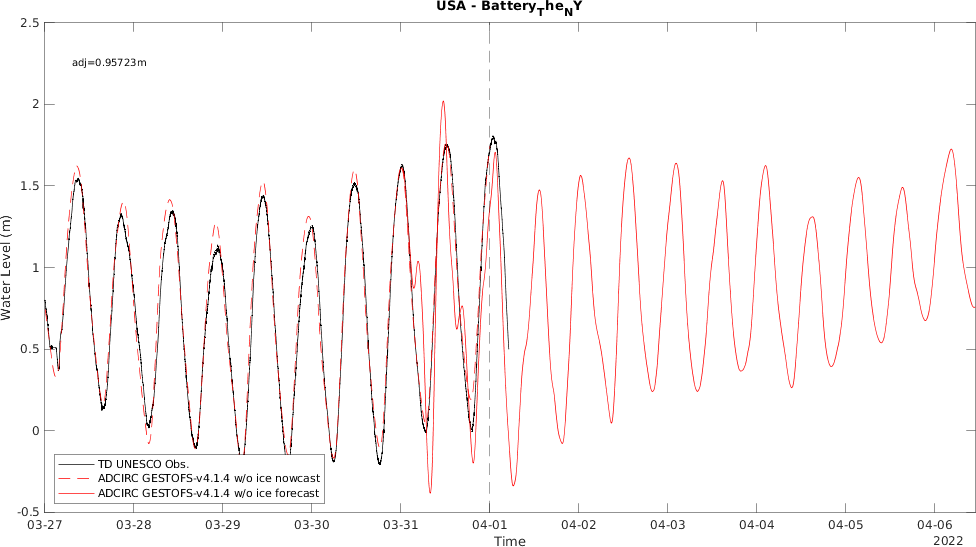 USA - Battery_The_NY
2.5
adj=0.95723m
2
1.5
1
0.5
0
-0.5
Water Level (m)
TD UNESCO Obs.
ADCIRC GESTOFS-v4.1.4 w/o ice nowcast
ADCIRC GESTOFS-v4.1.4 w/o ice forecast
03-27 03-28 03-29 03-30 03-31 04-01 04-02 04-03 04-04 04-05 04-06
Time
2022